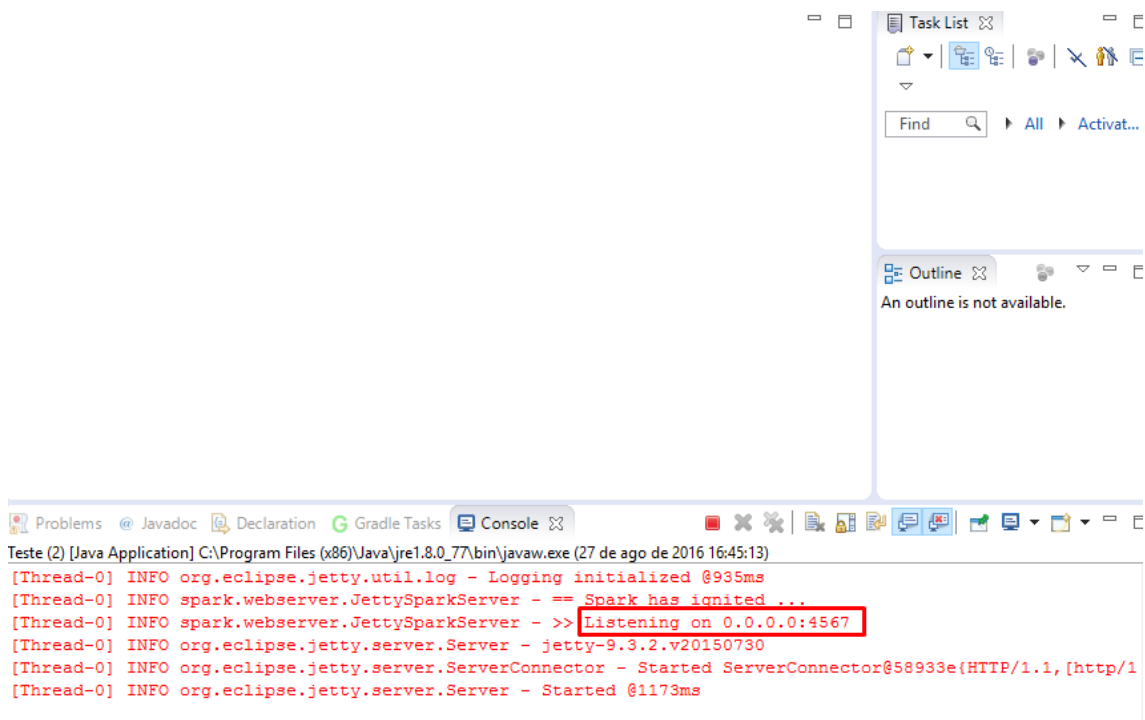 Task List
Find All Activat...
Outline
An outline is not available.
Problems @ Javadoc Declaration Gradle Tasks Console
Teste (2) [Java Application] C:\Program Files (x86)\Java\jre1.8.0_77\bin\javaw.exe (27 de ago de 2016 16:45:13)
[Thread-0] INFO org.eclipse.jetty.util.log - Logging initialized @935ms
[Thread-0] INFO spark.webserver.JettySparkServer - == Spark has ignited ...
[Thread-0] INFO spark.webserver.JettySparkServer - >> Listening on 0.0.0.0:4567
[Thread-0] INFO org.eclipse.jetty.server.Server - jetty-9.3.2.v20150730
[Thread-0] INFO org.eclipse.jetty.server.ServerConnector - Started ServerConnector@58933e{HTTP/1.1,[http/1
[Thread-0] INFO org.eclipse.jetty.server.Server - Started @1173ms